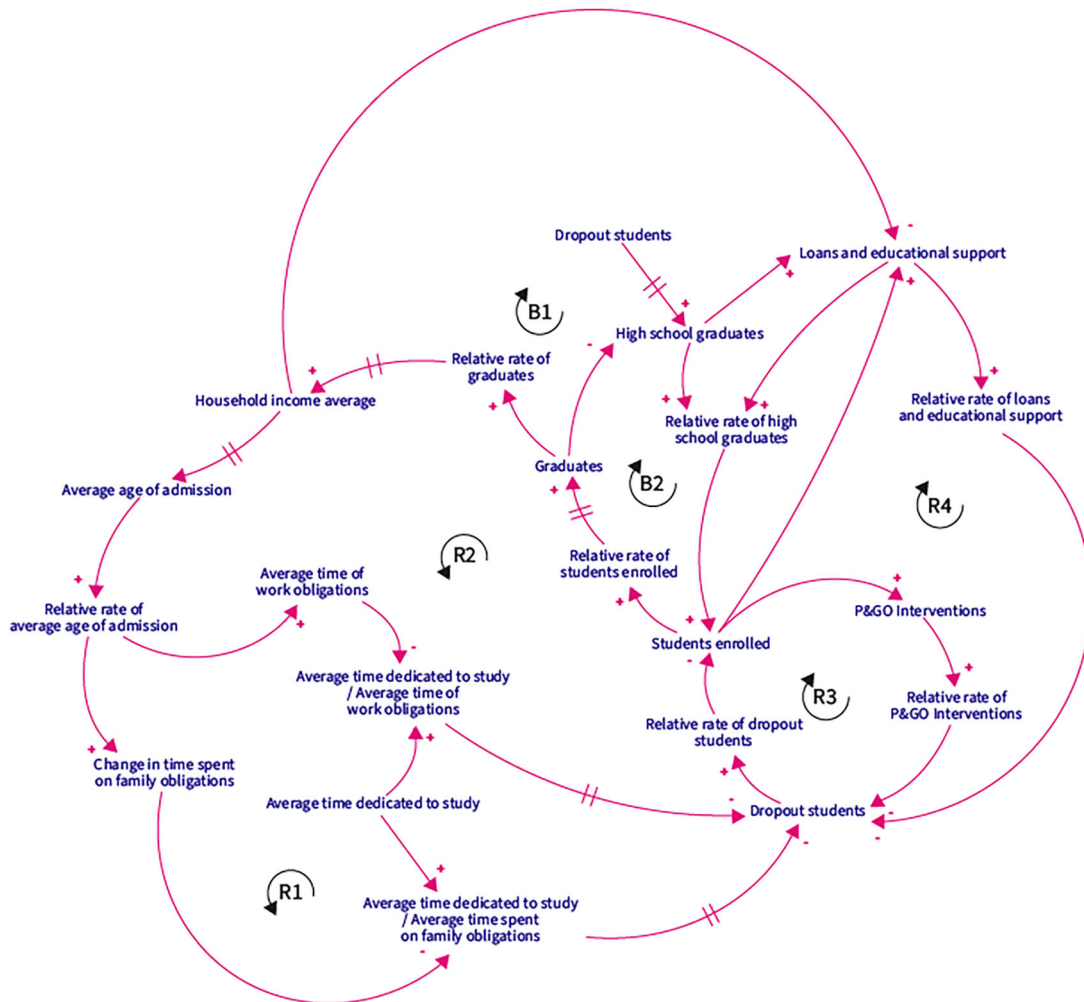 -
Dropout students
Loans and educational support
+
+
B1
+
High school graduates
-
Relative rate of
graduates
+
+
Household income average
+
+
+
Relative rate of high
school graduates
+
Relative rate of loans
and educational support
Graduates
+
B2
Average age of admission
R4
R2
Relative rate of
students enrolled
+
Average time of
work obligations
+
+
+
P&GO Interventions
Relative rate of
average age of admission
+
+
Students enrolled
-
-
+
Average time dedicated to study
/ Average time of
work obligations
R3
Relative rate of
P&GO Interventions
Relative rate of dropout
students
+
+
Change in time spent
on family obligations
+
Average time dedicated to study
-
Dropout students
-
-
-
R1
+
Average time dedicated to study
/ Average time spent
on family obligations
-